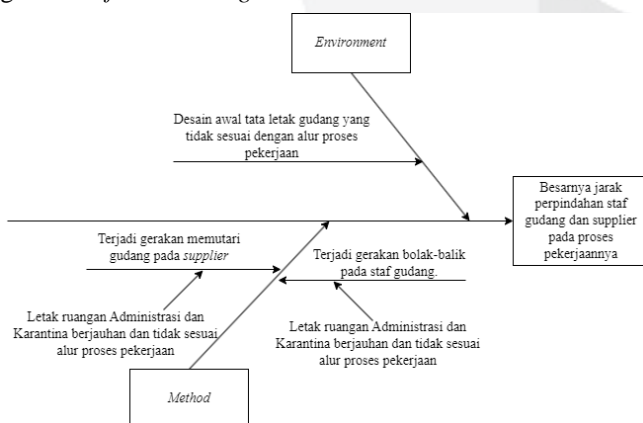 Environment
Desain awal tata letak gudang yang
tidak sesuai dengan alur proses
pekerjaan
Besarnya jarak
perpindahan staf
gudang dan supplier
pada proses
pekerjaannya
Terjadi gerakan memutari
gudang pada supplier
Terjadi gerakan bolak-balik
pada staf gudang.
Letak ruangan Administrasi dan
Karantina berjauhan dan tidak sesuai
alur proses pekerjaan
Letak ruangan Administrasi dan
Karantina berjauhan dan tidak sesuai
alur proses pekerjaan
Method